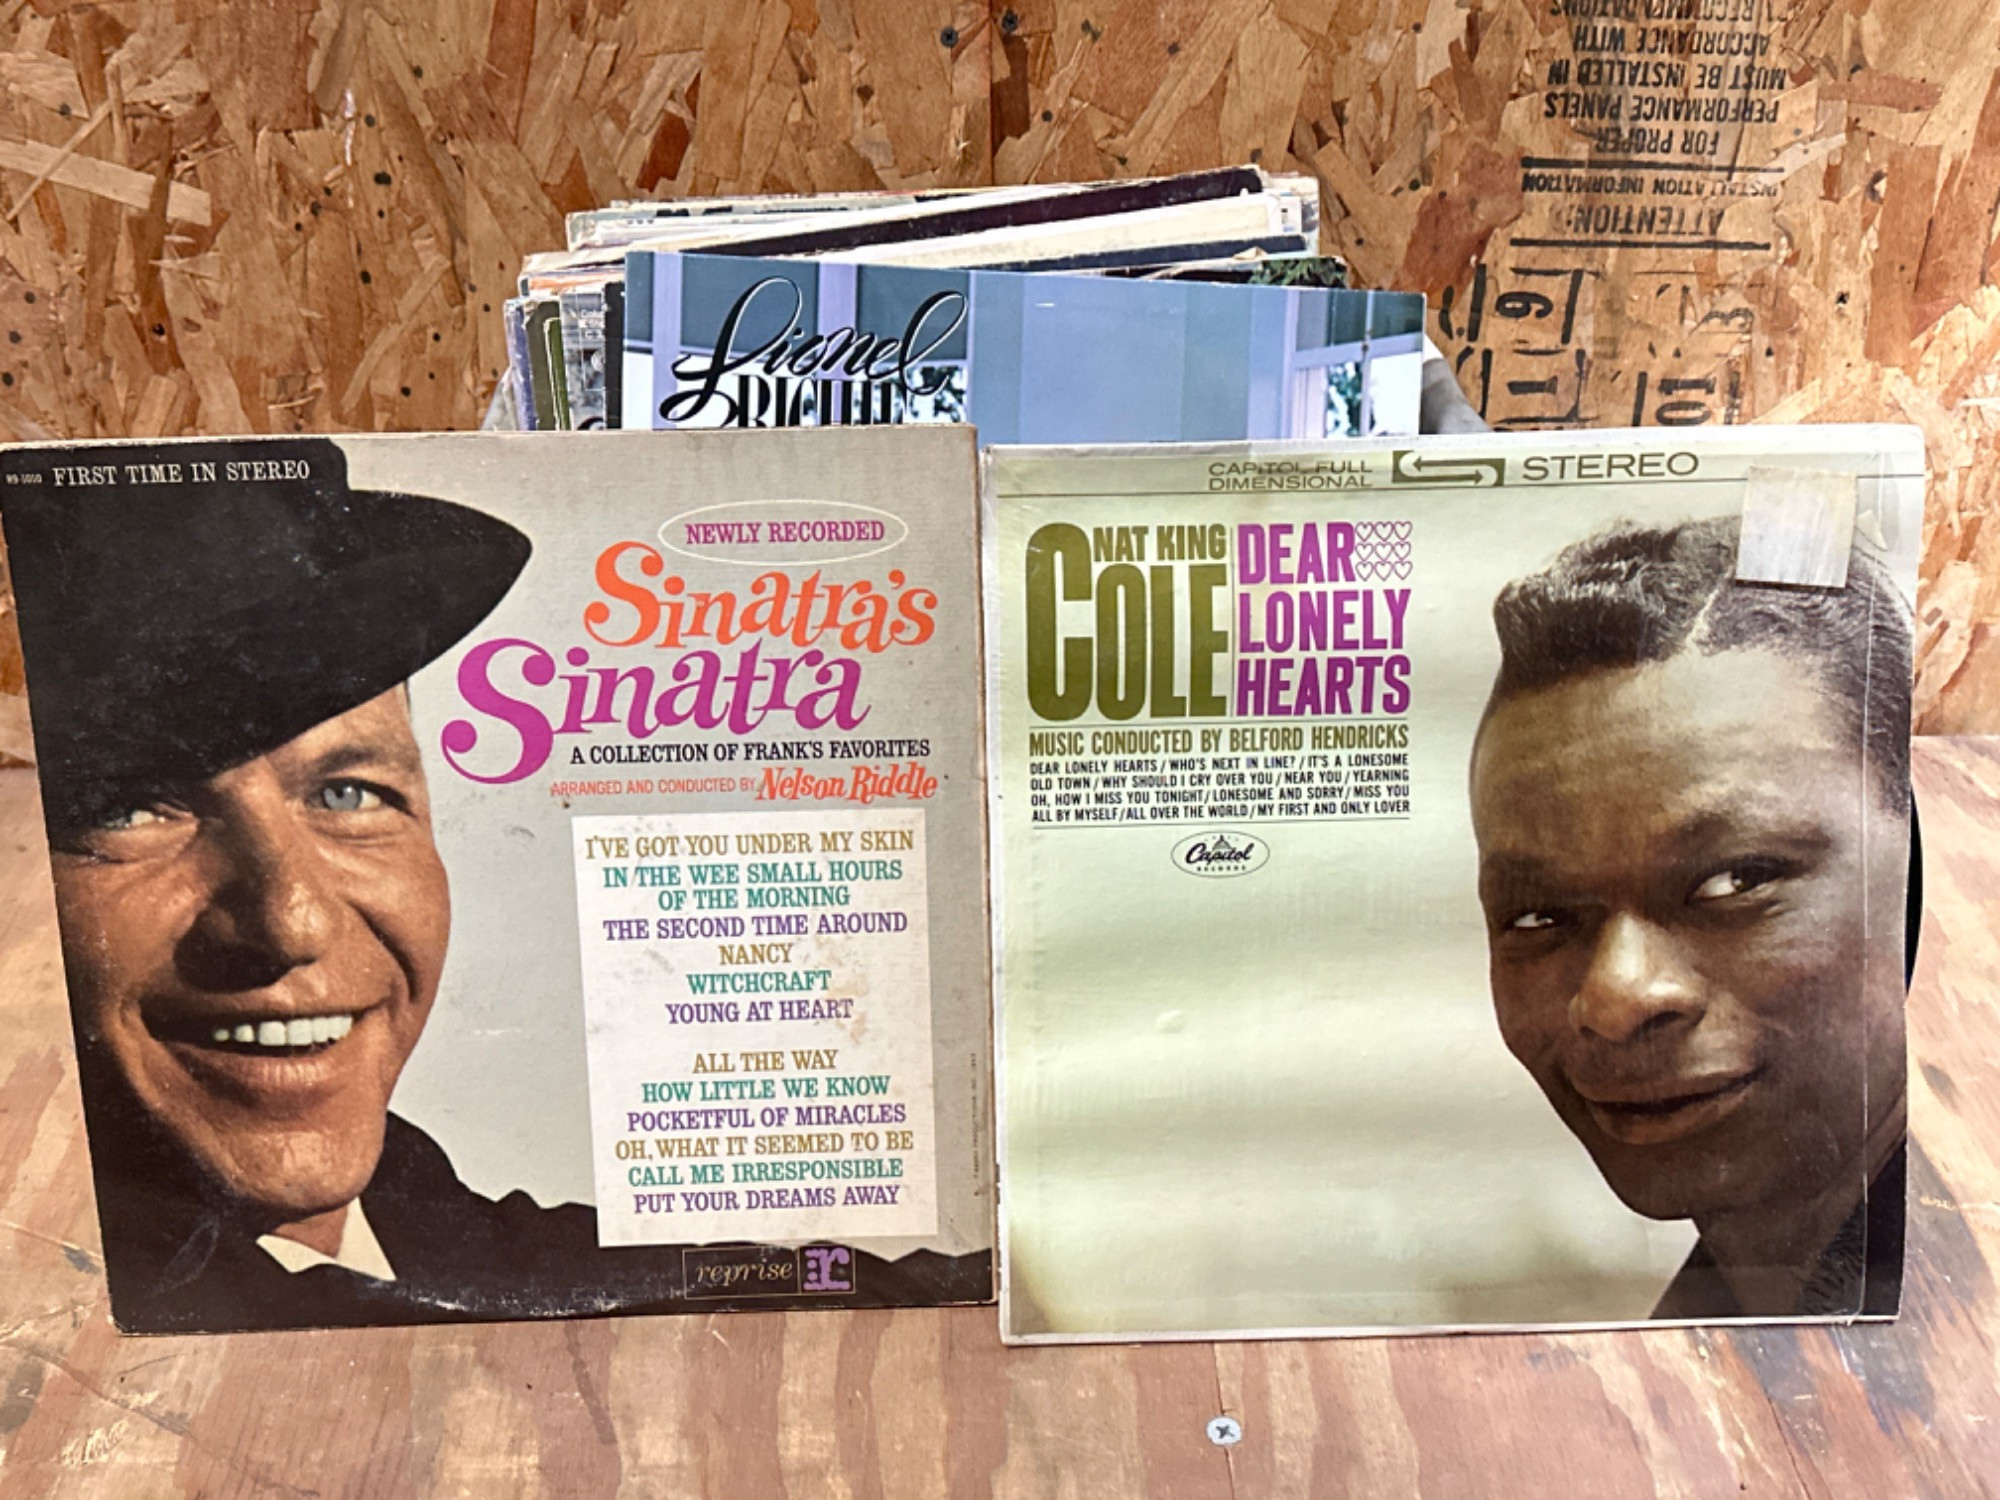 RECOMMENDATIONS
ACCORDANCE WITH
MUST BE INSTALLED IN
PERFORMANCE PANELS
FOR PROPER
INSTALLATION INFORMATION
ATTENTION:
Lionel
RICHIE
R9-1010 FIRST TIME IN STEREO
NEWLY RECORDED
Sinatra's
Sinatra
A COLLECTION OF FRANK'S FAVORITES
ARRANGED AND CONDUCTED BY Nelson Riddle
I'VE GOT YOU UNDER MY SKIN
IN THE WEE SMALL HOURS
OF THE MORNING
THE SECOND TIME AROUND
NANCY
WITCHCRAFT
YOUNG AT HEART
ALL THE WAY
HOW LITTLE WE KNOW
POCKETFUL OF MIRACLES
OH, WHAT IT SEEMED TO BE
CALL ME IRRESPONSIBLE
PUT YOUR DREAMS AWAY
reprise r
CAPITOL FULL
DIMENSIONAL
STEREO
NAT KING
COLE
DEAR
LONELY
HEARTS
MUSIC CONDUCTED BY BELFORD HENDRICKS
DEAR LONELY HEARTS / WHO'S NEXT IN LINE? / IT'S A LONESOME
OLD TOWN / WHY SHOULD I CRY OVER YOU / NEAR YOU / YEARNING
OH, HOW I MISS YOU TONIGHT / LONESOME AND SORRY / MISS YOU
ALL BY MYSELF / ALL OVER THE WORLD / MY FIRST AND ONLY LOVER
Capitol
RECORDS